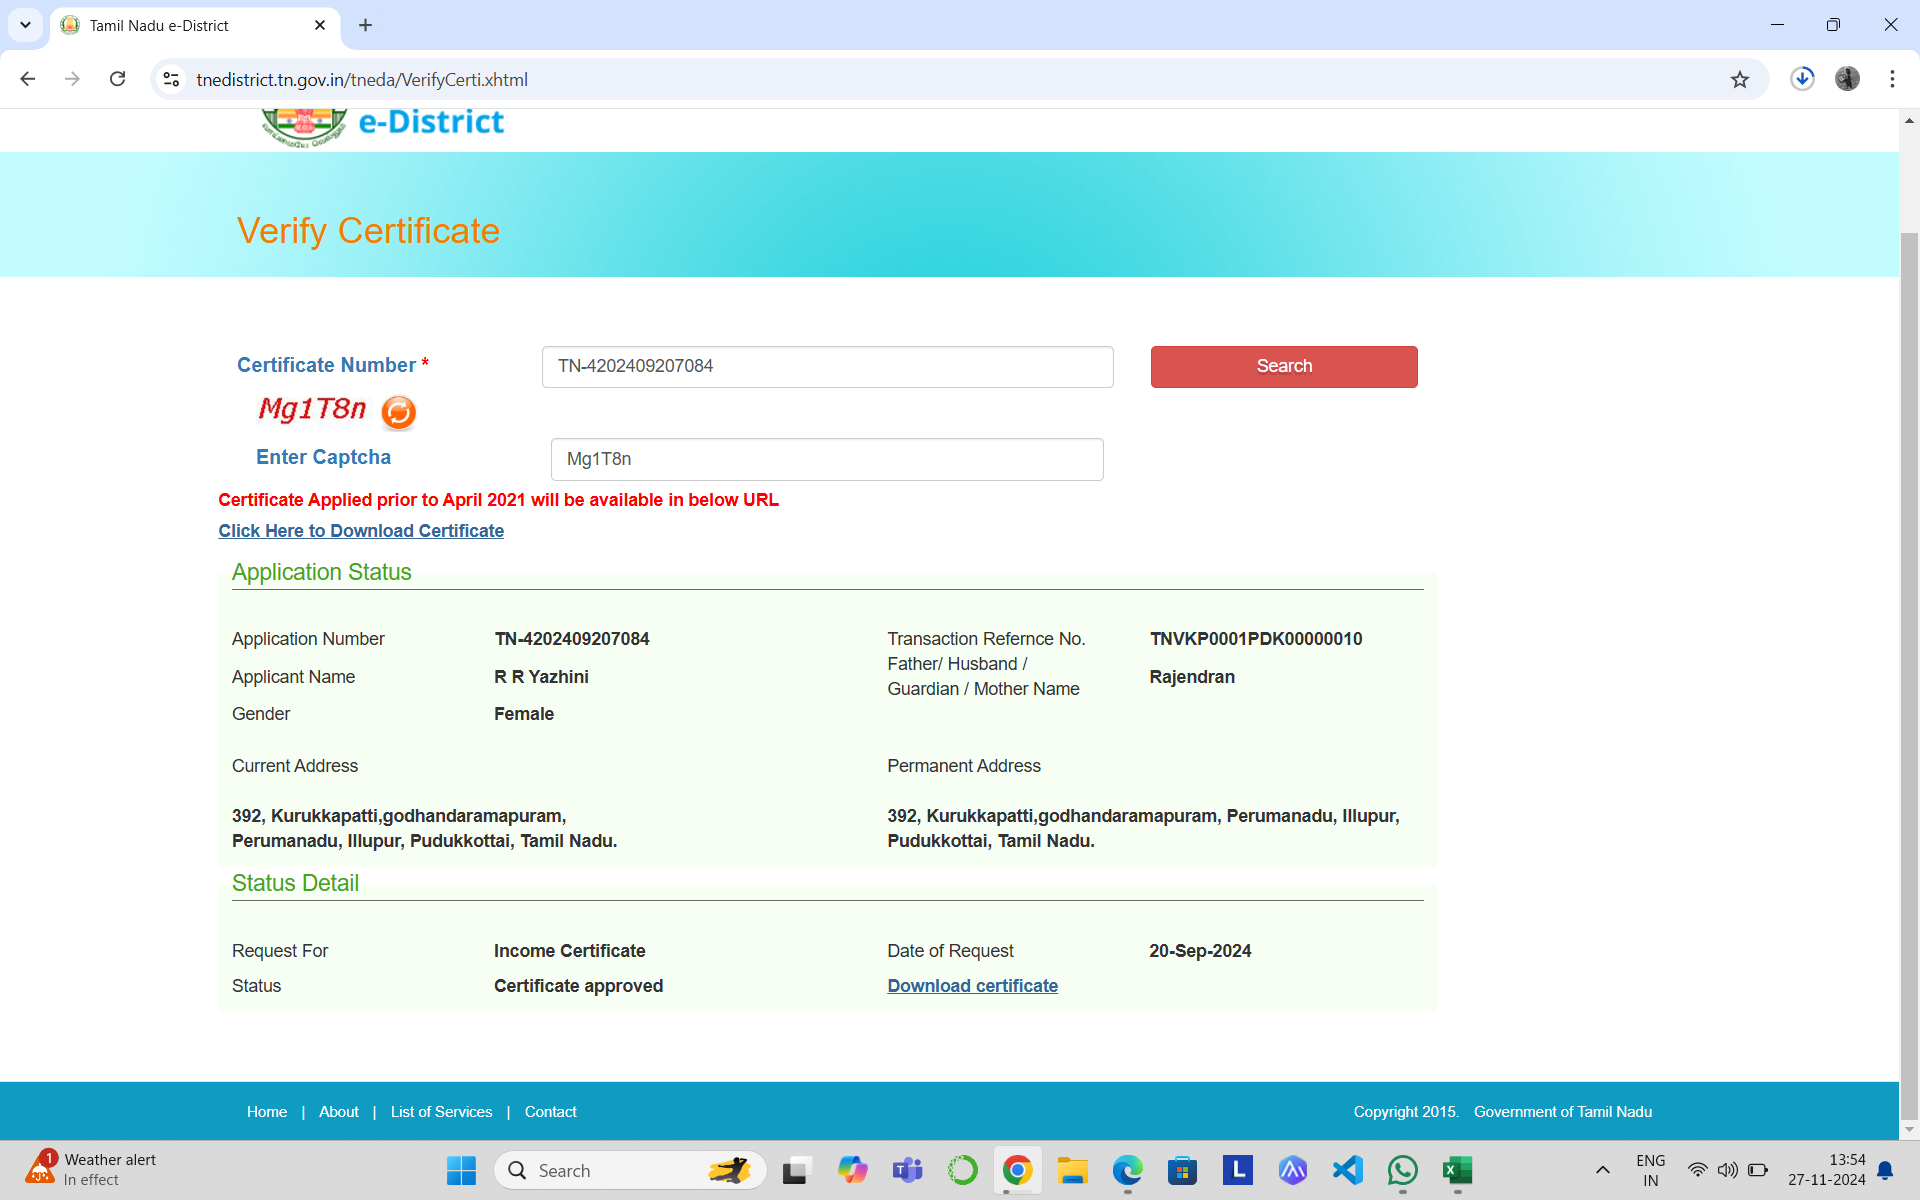 Tamil Nadu e-District
tnedistrict.tn.gov.in/tneda/VerifyCerti.xhtml
e-District
Verify Certificate
Certificate Number *
TN-4202409207084
Search
Mg1T8n
Enter Captcha
Mg1T8n
Certificate Applied prior to April 2021 will be available in below URL
Click Here to Download Certificate
Application Status
Application Number TN-4202409207084 Transaction Refernce No. TNVKP0001PDK00000010
Applicant Name R R Yazhini Father/ Husband /
Guardian / Mother Name Rajendran
Gender Female
Current Address Permanent Address
392, Kurukkapatti,godhandaramapuram,
Perumanadu, Illupur, Pudukkottai, Tamil Nadu.
392, Kurukkapatti,godhandaramapuram, Perumanadu, Illupur,
Pudukkottai, Tamil Nadu.
Status Detail
Request For Income Certificate Date of Request 20-Sep-2024
Status Certificate approved Download certificate
Home | About | List of Services | Contact
Copyright 2015. Government of Tamil Nadu
1
Weather alert
In effect
Search
L
ENG
IN
13:54
27-11-2024